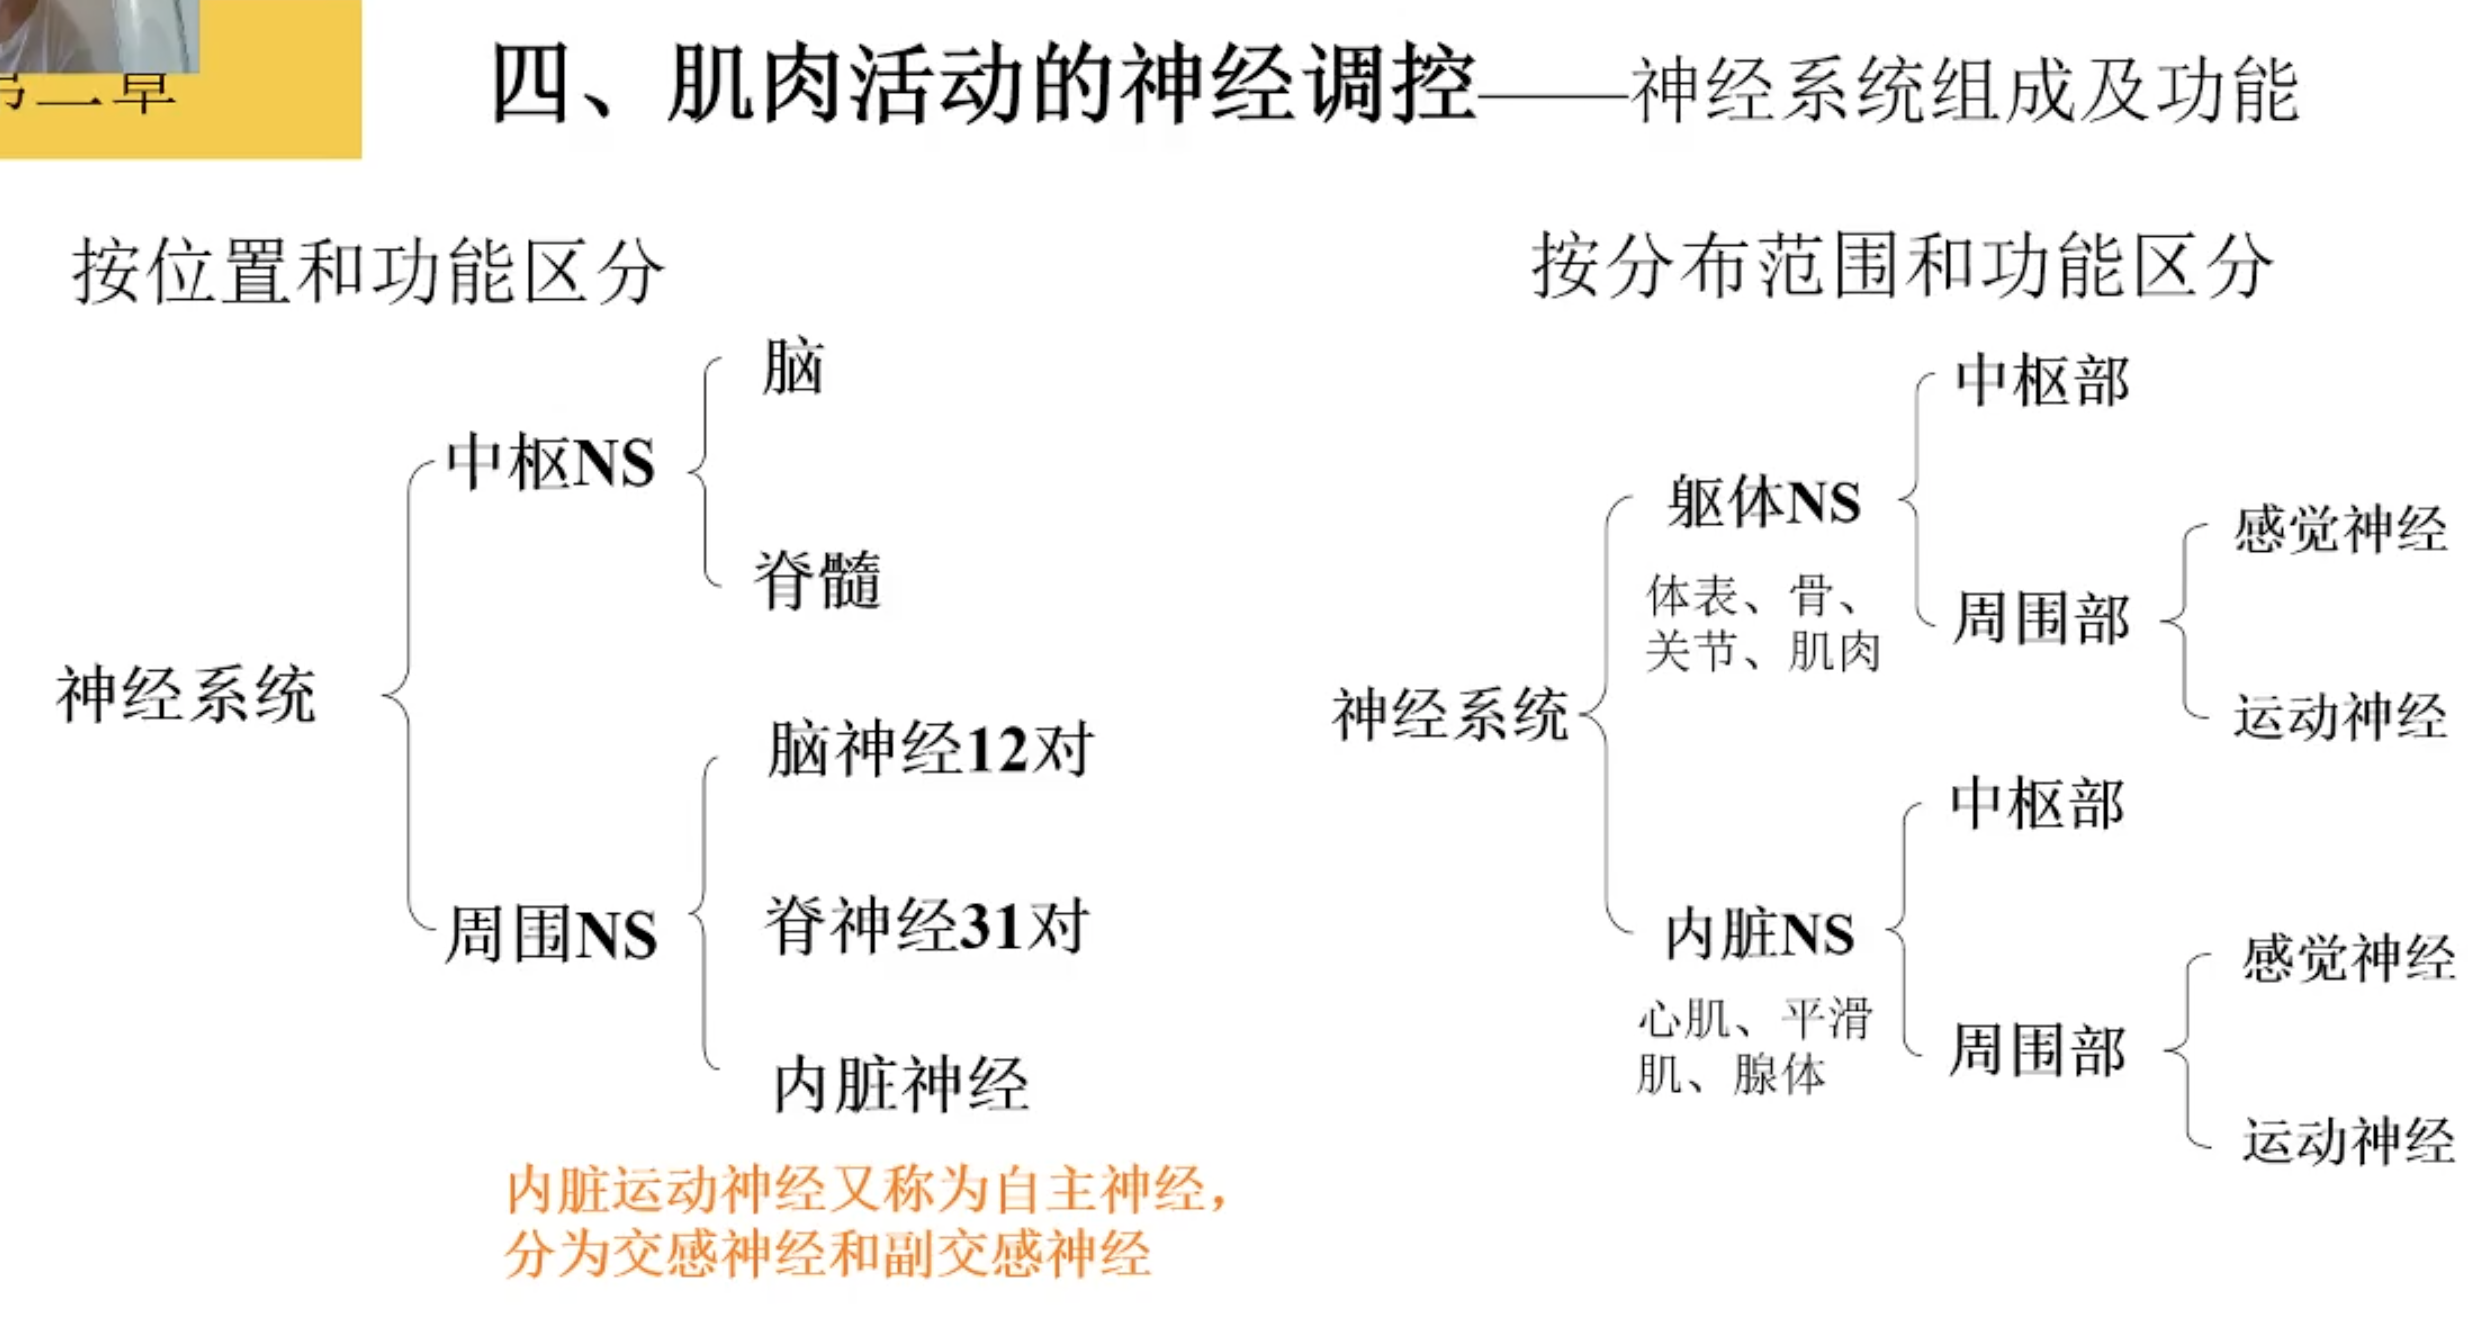 二章
四、肌肉活动的神经调控——神经系统组成及功能
按位置和功能区分
神经系统
中枢NS
脑
脊髓
周围NS
脑神经12对
脊神经31对
内脏神经
内脏运动神经又称为自主神经，
分为交感神经和副交感神经
按分布范围和功能区分
神经系统
躯体NS
体表、骨、
关节、肌肉
中枢部
周围部
感觉神经
运动神经
内脏NS
心肌、平滑
肌、腺体
中枢部
周围部
感觉神经
运动神经